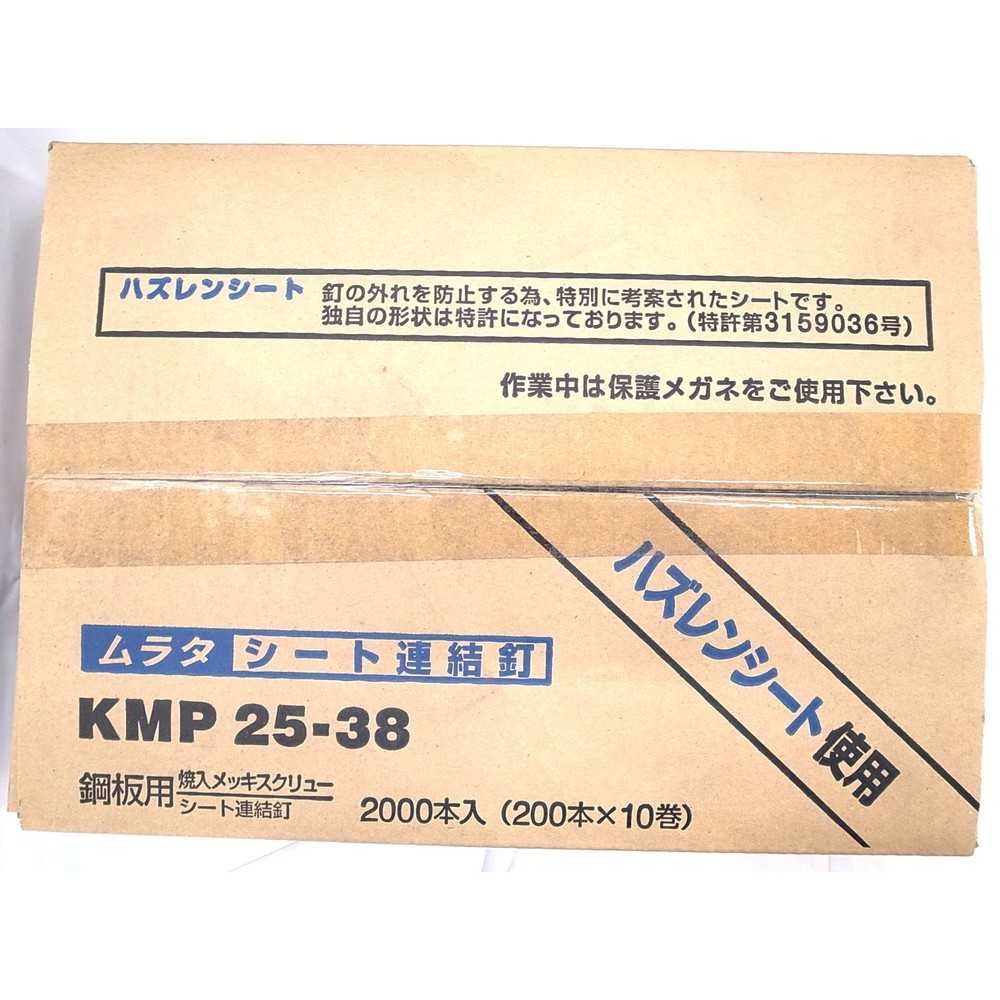 ハズレンシート
釘の外れを防止する為、特別に考案されたシートです。
独自の形状は特許になっております。(特許第3159036号)
作業中は保護メガネをご使用下さい。
ハズレンシート使用
ムラタ シート連結釘
KMP 25-38
鋼板用 焼入メッキスクリュー
シート連結釘
2000本入(200本×10巻)